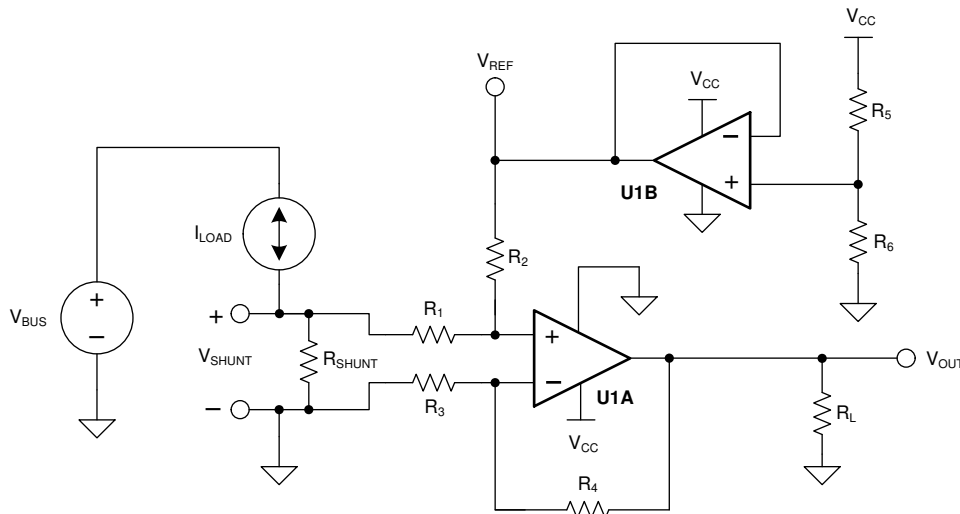 V_CC
V_REF
V_CC
R_5
−
+
U1B
R_6
I_LOAD
R_2
+
−
V_BUS
+
V_SHUNT
−
R_SHUNT
R_1
R_3
+
−
U1A
V_CC
V_OUT
R_L
R_4